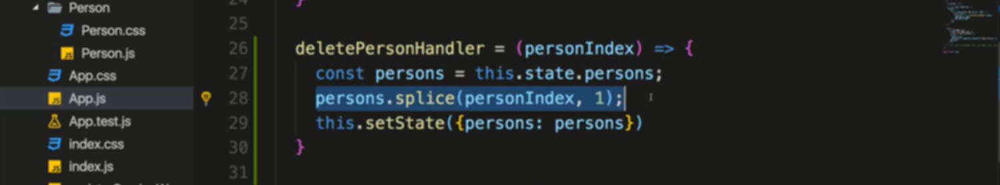 Person
Person.css
Person.js
App.css
App.js
App.test.js
index.css
index.js
24 }
25
26 deletePersonHandler = (personIndex) => {
27 const persons = this.state.persons;
28 persons.splice(personIndex, 1);
29 this.setState({persons: persons})
30 }
31